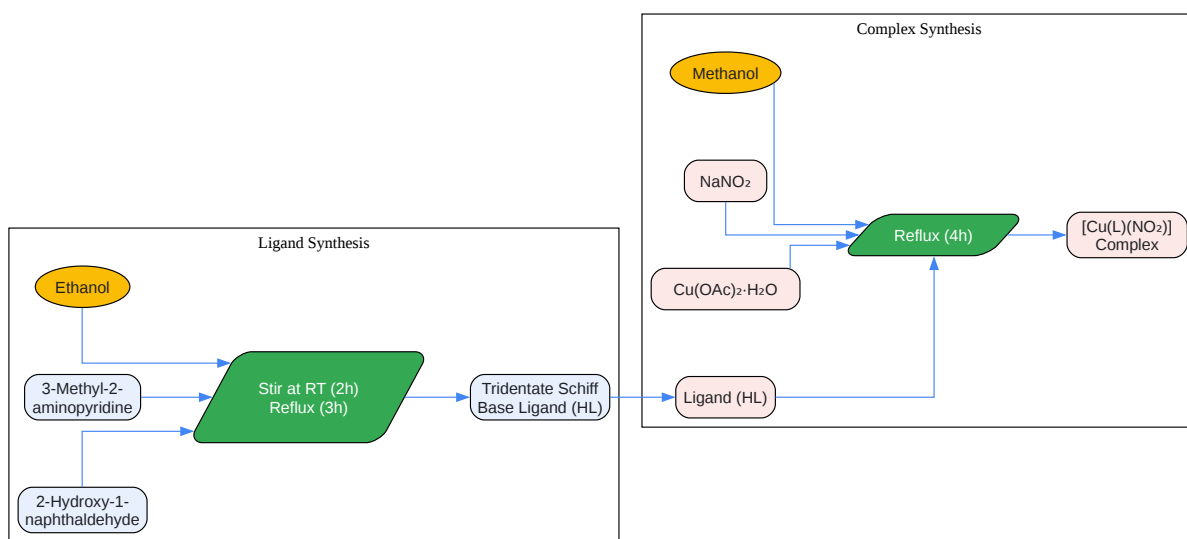 Complex Synthesis
Methanol
NaNO₂
Reflux (4h)
[Cu(L)(NO₂)]
Complex
Cu(OAc)₂·H₂O
Ligand (HL)
Ligand Synthesis
Ethanol
3-Methyl-2-
aminopyridine
Stir at RT (2h)
Reflux (3h)
Tridentate Schiff
Base Ligand (HL)
2-Hydroxy-1-
naphthaldehyde